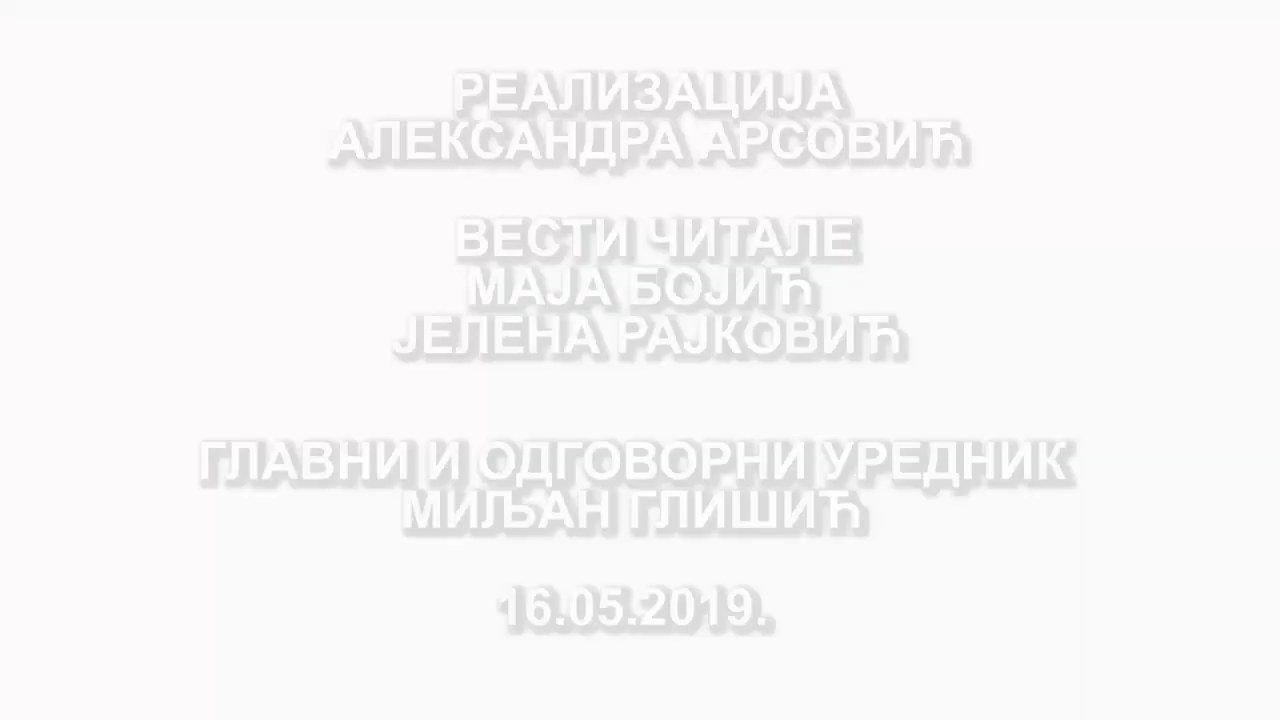 РЕАЛИЗАЦИЈА
АЛЕКСАНДРА АРСОВИЋ
ВЕСТИ ЧИТАЛЕ
МАЈА БОЈИЋ
ЈЕЛЕНА РАЈКОВИЋ
ГЛАВНИ И ОДГОВОРНИ УРЕДНИК
МИЉАН ГЛИШИЋ
16.05.2019.